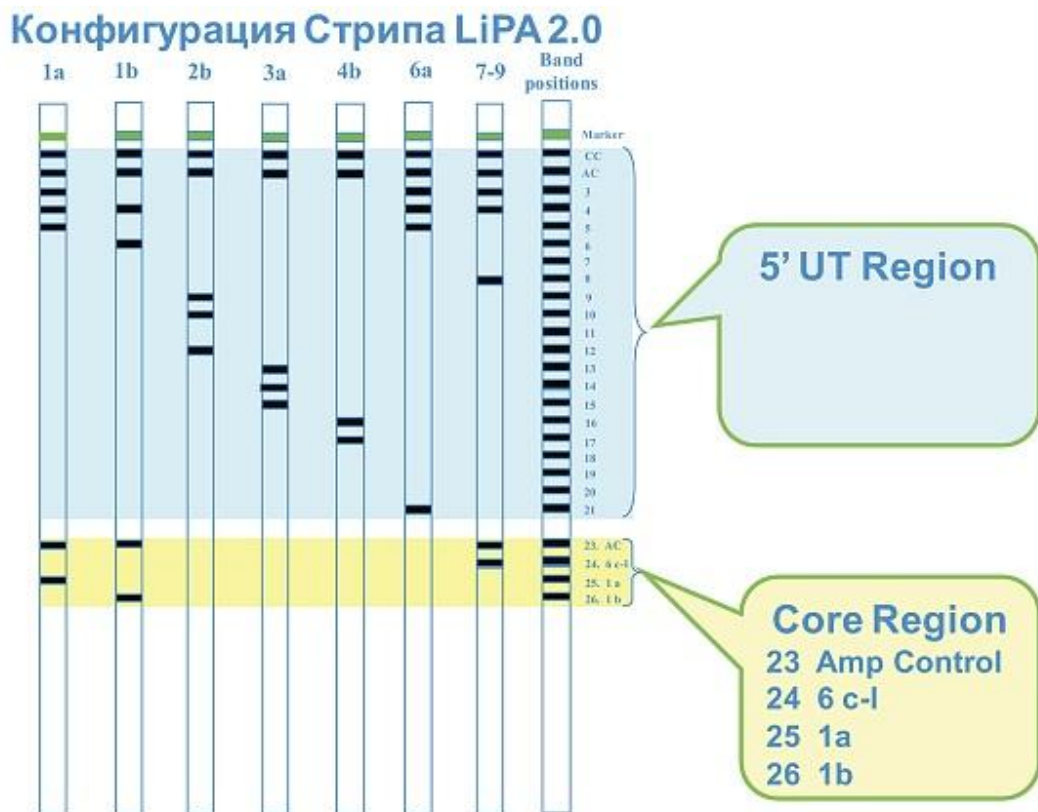 Конфигурация Стрипа LiPA 2.0
1a 1b 2b 3a 4b 6a 7-9 Band
positions
Marker
CC
AC
3
4
5
6
7
8
9
10
11
12
13
14
15
16
17
18
19
20
21
23. AC
24. 6 c-l
25. 1 a
26. 1 b
5’ UT Region
Core Region
23 Amp Control
24 6 c-l
25 1a
26 1b